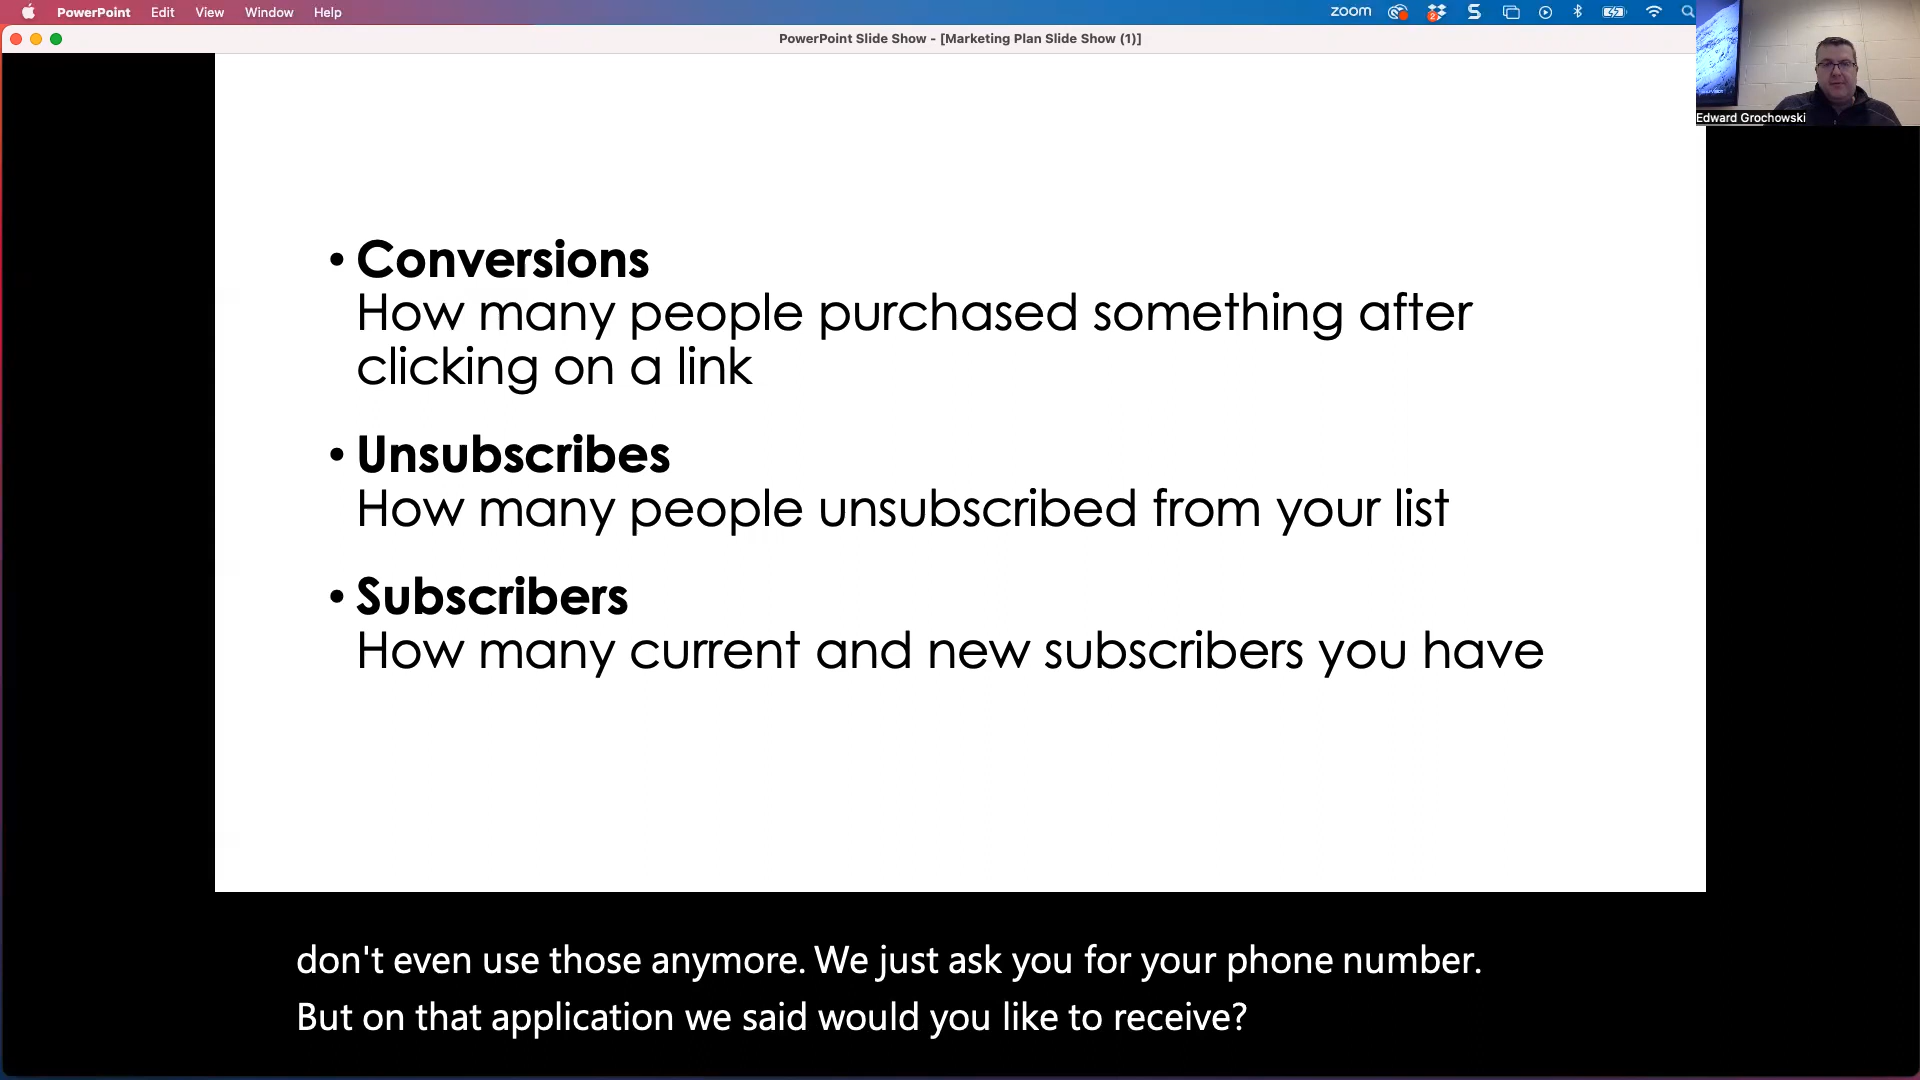 PowerPoint Edit View Window Help zoom
PowerPoint Slide Show - [Marketing Plan Slide Show (1)]
Edward Grochowski
• Conversions
How many people purchased something after
clicking on a link
• Unsubscribes
How many people unsubscribed from your list
• Subscribers
How many current and new subscribers you have
don't even use those anymore. We just ask you for your phone number.
But on that application we said would you like to receive?